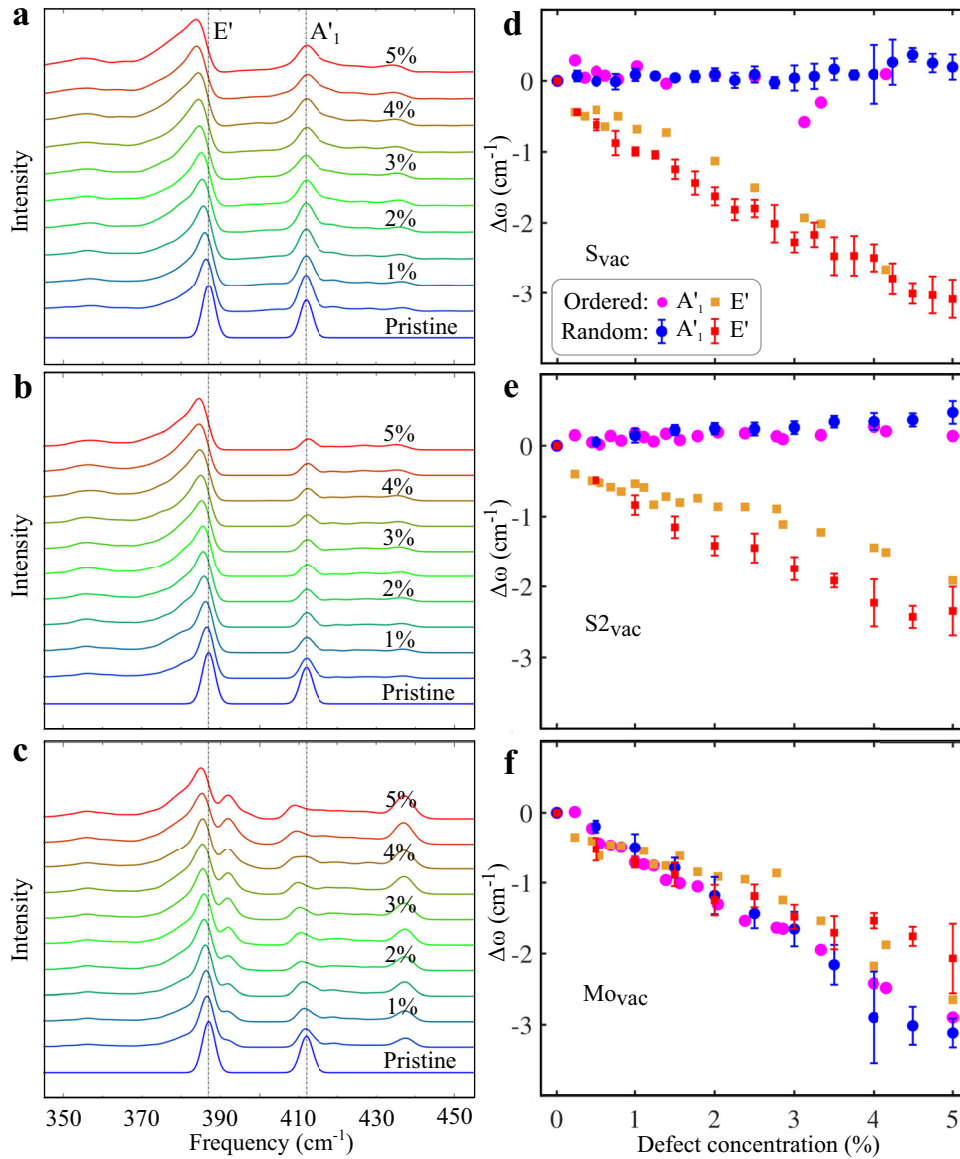 a
E'
A'₁
5%
4%
3%
2%
1%
Pristine
Intensity
b
5%
4%
3%
2%
1%
Pristine
Intensity
c
5%
4%
3%
2%
1%
Pristine
Intensity
350
370
390
410
430
450
Frequency (cm⁻¹)
d
0
-1
-2
-3
Δω (cm⁻¹)
S_vac
Ordered: A'₁ E'
Random: A'₁ E'
e
0
-1
-2
-3
Δω (cm⁻¹)
S2_vac
f
0
-1
-2
-3
Δω (cm⁻¹)
Mo_vac
0
1
2
3
4
5
Defect concentration (%)